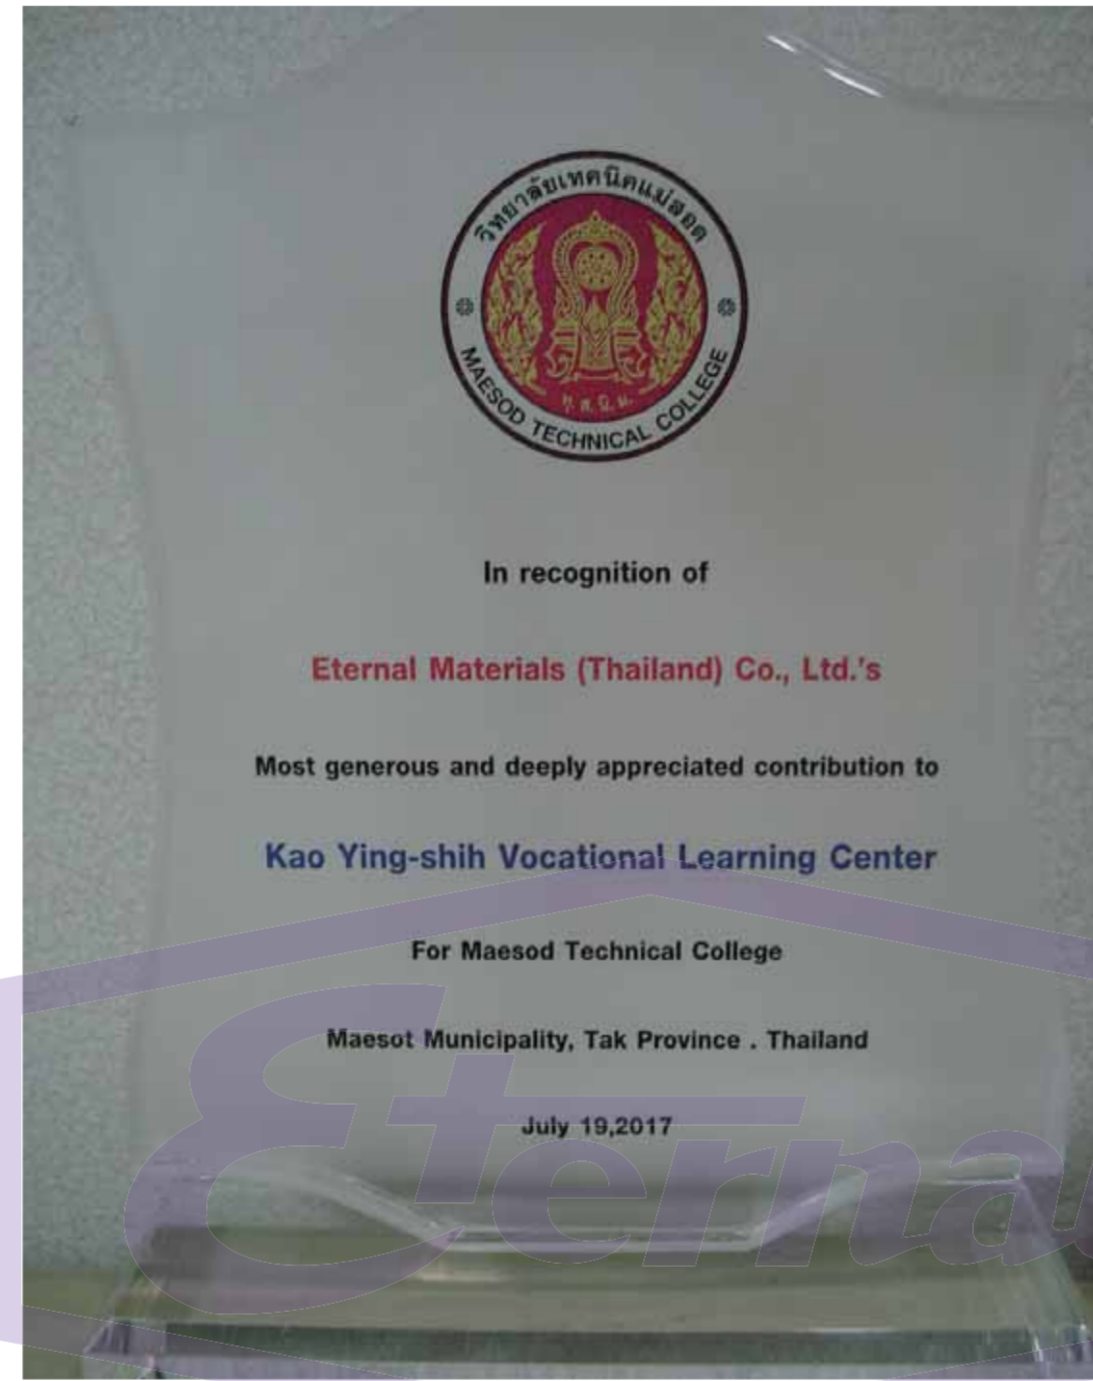 วิทยาลัยเทคนิคแม่สอด
MAESOD TECHNICAL COLLEGE
In recognition of
Eternal Materials (Thailand) Co., Ltd.'s
Most generous and deeply appreciated contribution to
Kao Ying-shih Vocational Learning Center
For Maesod Technical College
Maesot Municipality, Tak Province . Thailand
July 19,2017
Eternal